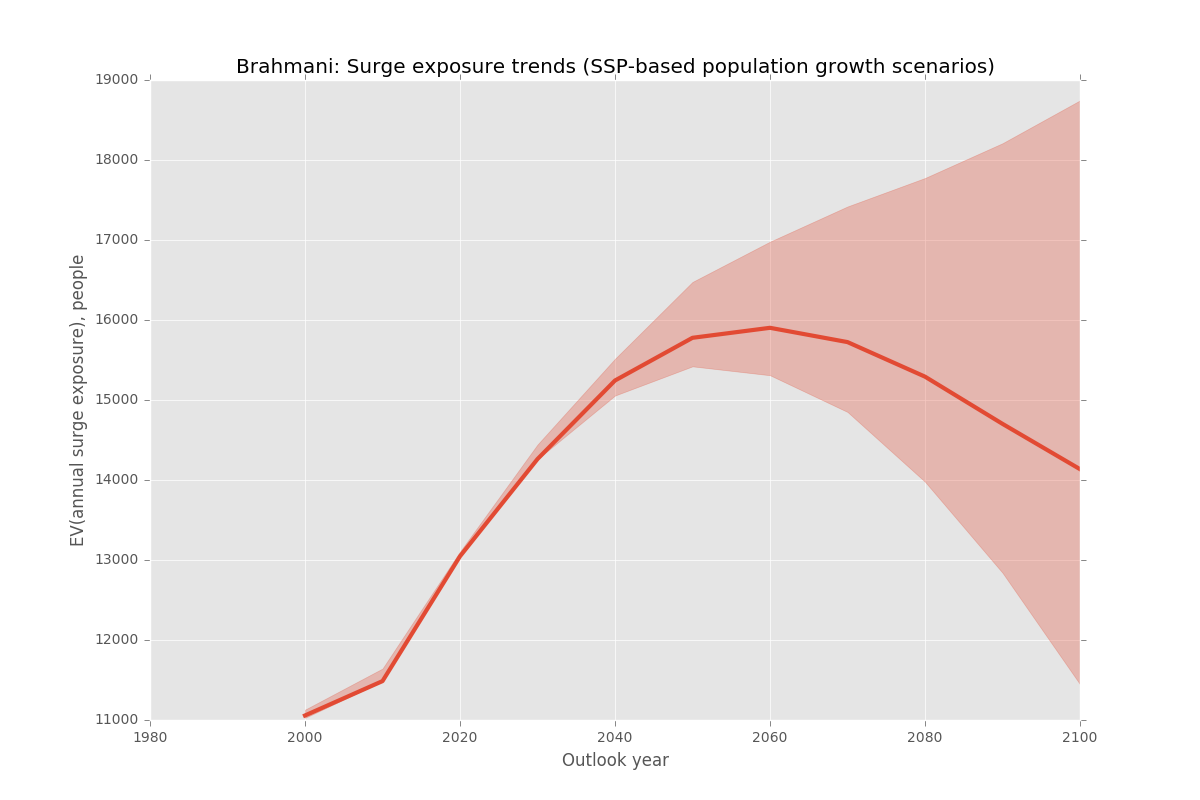 Brahmani: Surge exposure trends (SSP-based population growth scenarios)
EV(annual surge exposure), people
19000
18000
17000
16000
15000
14000
13000
12000
11000
1980 2000 2020 2040 2060 2080 2100
Outlook year